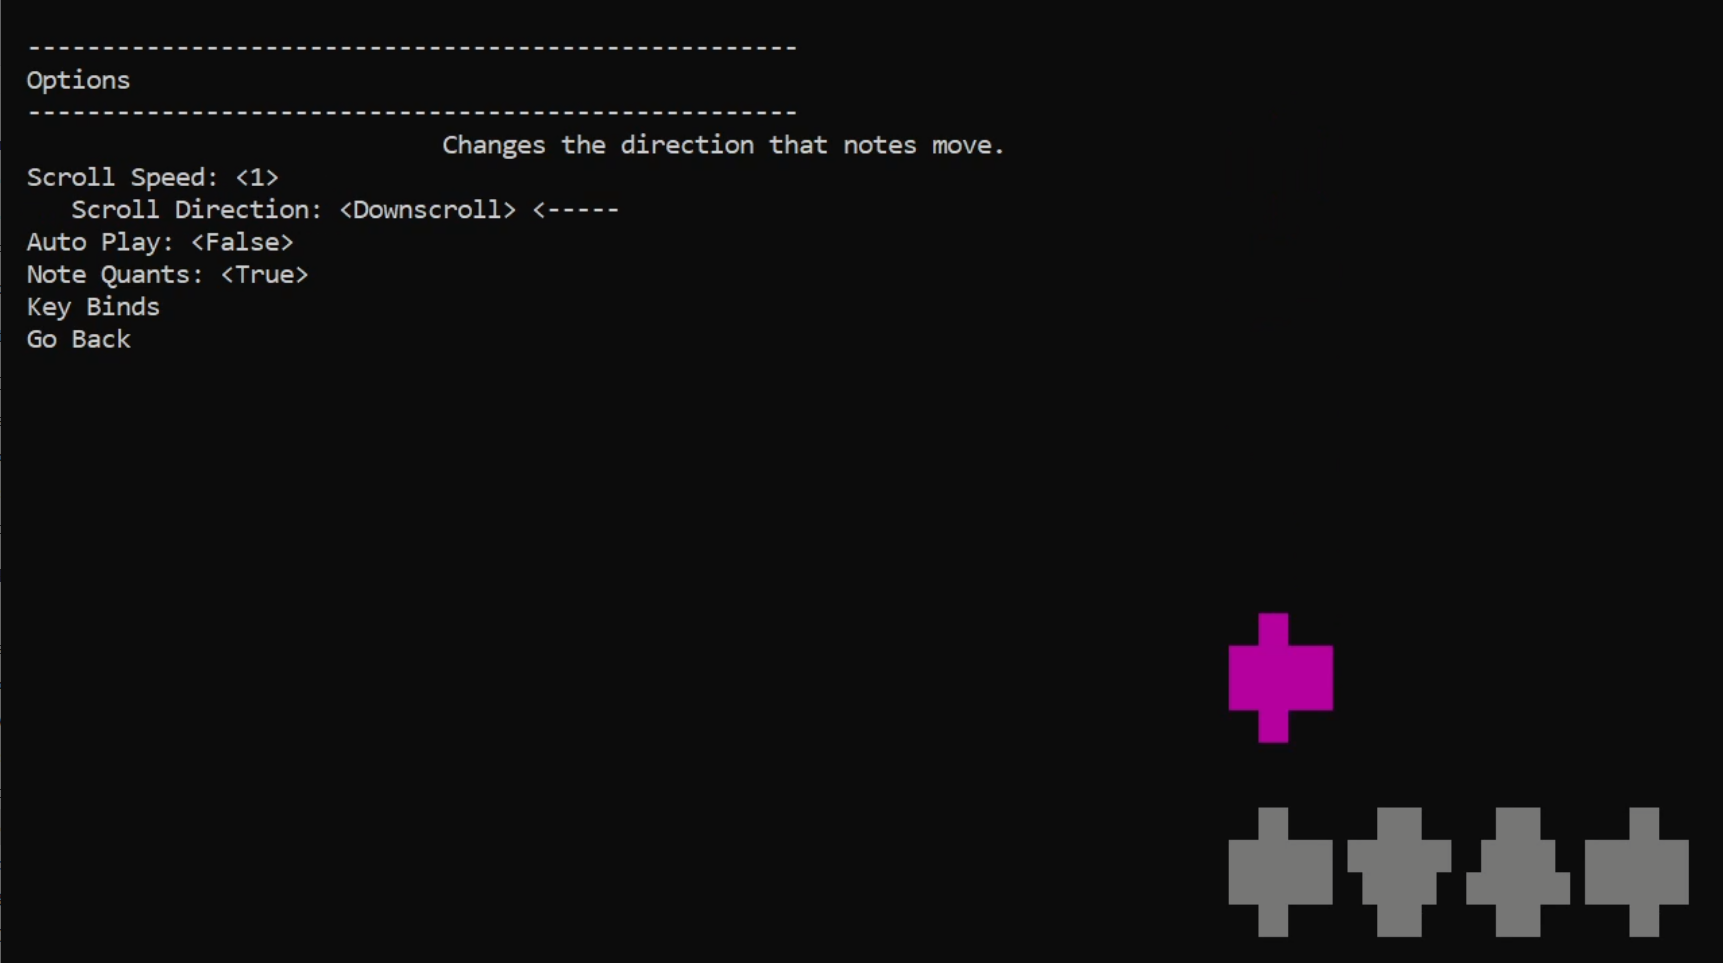 ----------------------------------------------------
Options
----------------------------------------------------
Changes the direction that notes move.
Scroll Speed: <1>
Scroll Direction: <Downscroll> <-----
Auto Play: <False>
Note Quants: <True>
Key Binds
Go Back